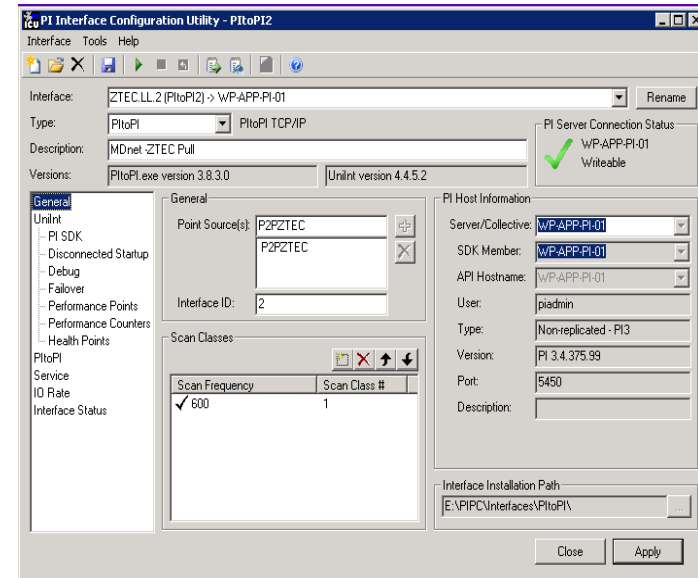 PI Interface Configuration Utility - PItoPI2
Interface Tools Help
Interface: ZTEC.LL.2 (PItoPI2) -> WP-APP-PI-01 Rename
Type: PItoPI PItoPI TCP/IP
Description: MDnet -ZTEC Pull
Versions: PItoPI.exe version 3.8.3.0 UniInt version 4.4.5.2
PI Server Connection Status
WP-APP-PI-01
Writeable
General
UniInt
PI SDK
Disconnected Startup
Debug
Failover
Performance Points
Performance Counters
Health Points
PItoPI
Service
IO Rate
Interface Status
General
Point Source(s): P2PZTEC
P2PZTEC
Interface ID: 2
Scan Classes
Scan Frequency Scan Class #
600 1
PI Host Information
Server/Collective: WP-APP-PI-01
SDK Member: WP-APP-PI-01
API Hostname: WP-APP-PI-01
User: piadmin
Type: Non-replicated - PI3
Version: PI 3.4.375.99
Port: 5450
Description:
Interface Installation Path
E:\PIPC\Interfaces\PItoPI\ ...
Close Apply